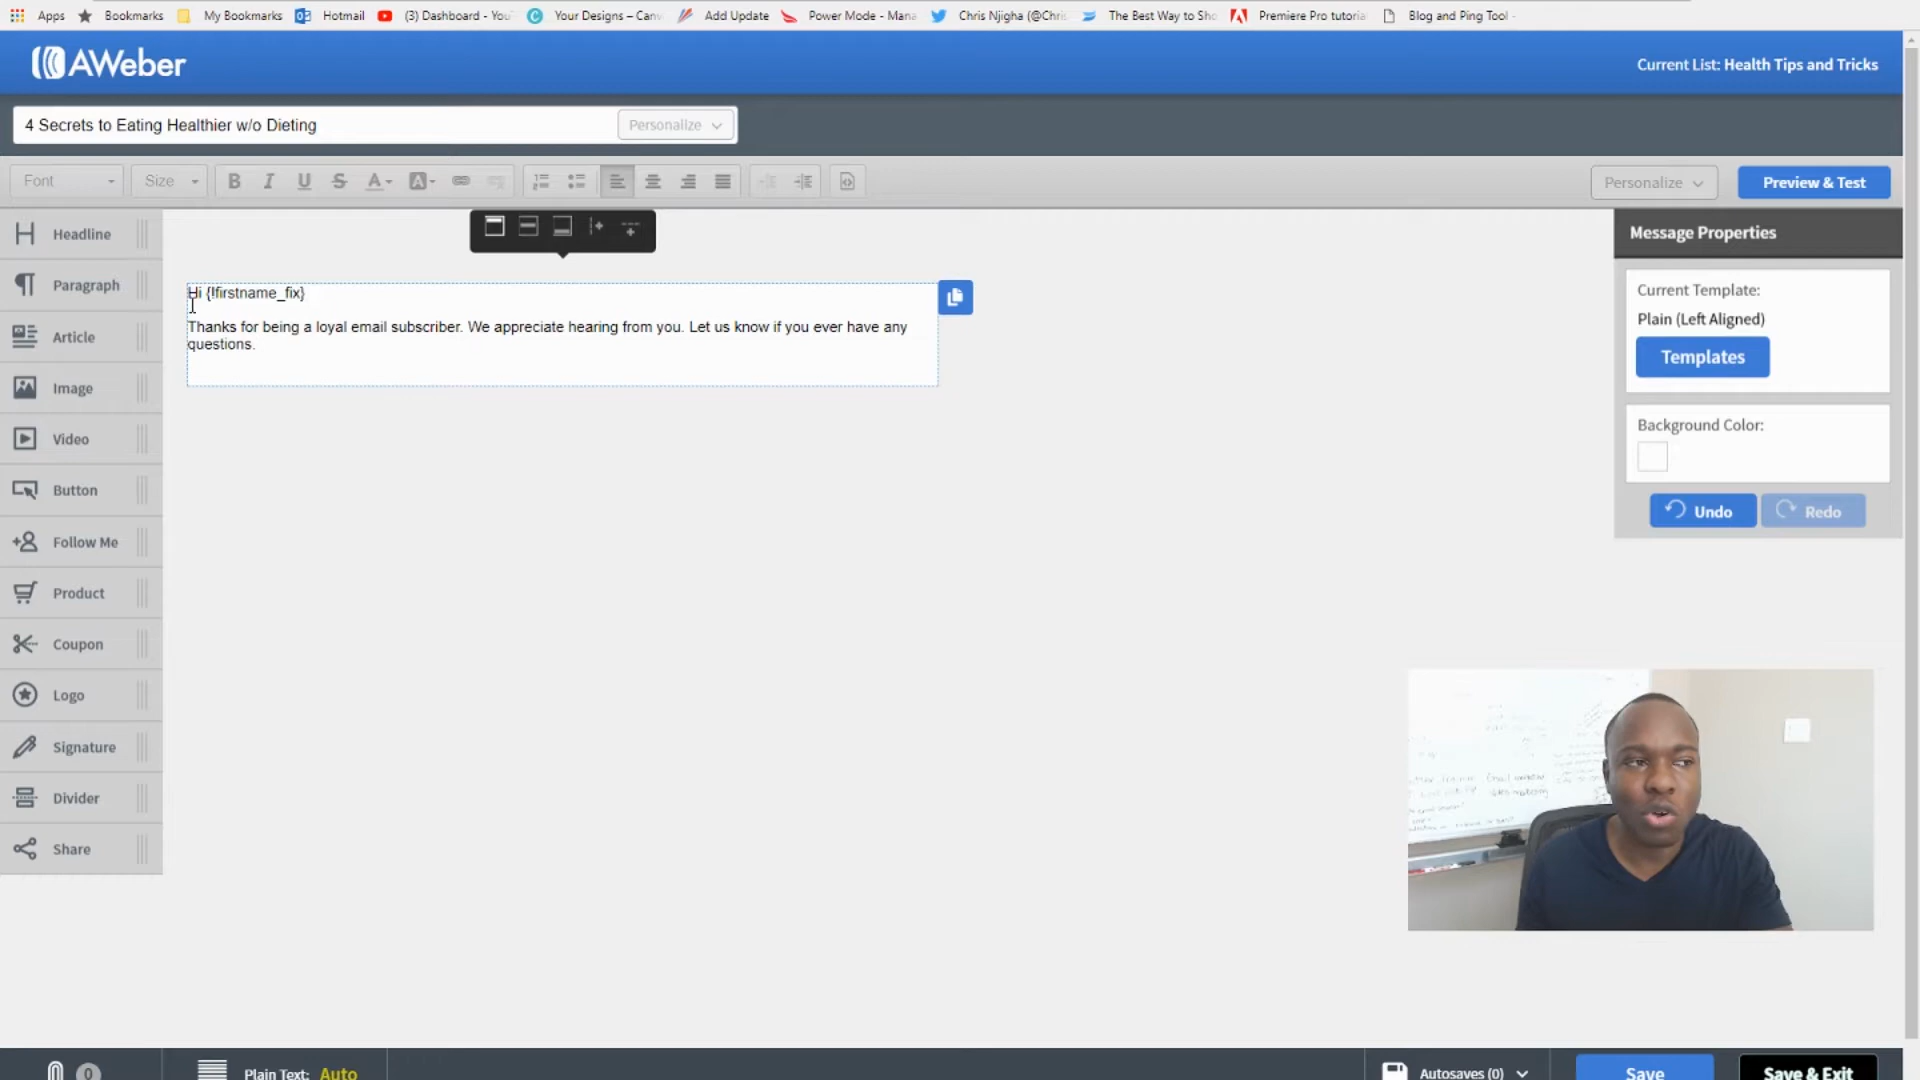 Apps Bookmarks My Bookmarks Hotmail (3) Dashboard - You Your Designs – Can Add Update Power Mode - Mana Chris Njigha (@Chris The Best Way to Sho Premiere Pro tutoria Blog and Ping Tool -
AWeber
Current List: Health Tips and Tricks
4 Secrets to Eating Healthier w/o Dieting
Personalize
Font Size B I U S A A
Personalize
Preview & Test
Headline
Paragraph
Article
Image
Video
Button
Follow Me
Product
Coupon
Logo
Signature
Divider
Share
Hi {!firstname_fix}
Thanks for being a loyal email subscriber. We appreciate hearing from you. Let us know if you ever have any
questions.
Message Properties
Current Template:
Plain (Left Aligned)
Templates
Background Color:
Undo Redo
0
Plain Text: Auto
Autosaves (0)
Save
Save & Exit